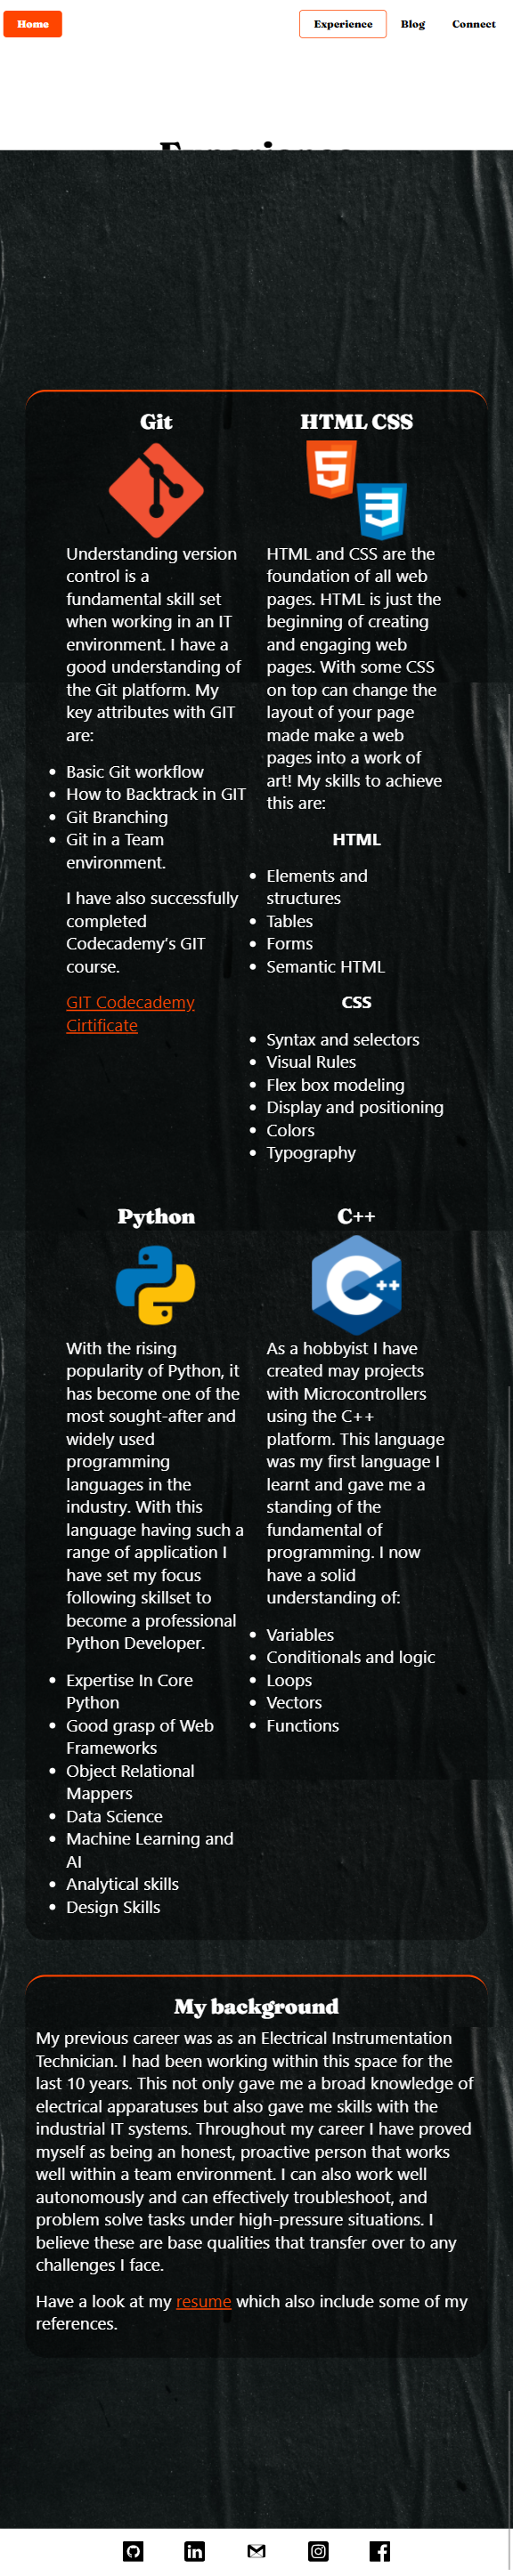 Home
Experience
Blog
Connect
Experience
Git
Understanding version
control is a
fundamental skill set
when working in an IT
environment. I have a
good understanding of
the Git platform. My
key attributes with GIT
are:
• Basic Git workflow
• How to Backtrack in GIT
• Git Branching
• Git in a Team
environment.
I have also successfully
completed
Codecademy's GIT
course.
GIT Codecademy
Cirtificate
HTML CSS
HTML and CSS are the
foundation of all web
pages. HTML is just the
beginning of creating
and engaging web
pages. With some CSS
on top can change the
layout of your page
made make a web
pages into a work of
art! My skills to achieve
this are:
HTML
• Elements and
structures
• Tables
• Forms
• Semantic HTML
CSS
• Syntax and selectors
• Visual Rules
• Flex box modeling
• Display and positioning
• Colors
• Typography
Python
With the rising
popularity of Python, it
has become one of the
most sought-after and
widely used
programming
languages in the
industry. With this
language having such a
range of application I
have set my focus
following skillset to
become a professional
Python Developer.
• Expertise In Core
Python
• Good grasp of Web
Frameworks
• Object Relational
Mappers
• Data Science
• Machine Learning and
AI
• Analytical skills
• Design Skills
C++
C++
As a hobbyist I have
created may projects
with Microcontrollers
using the C++
platform. This language
was my first language I
learnt and gave me a
standing of the
fundamental of
programming. I now
have a solid
understanding of:
• Variables
• Conditionals and logic
• Loops
• Vectors
• Functions
My background
My previous career was as an Electrical Instrumentation
Technician. I had been working within this space for the
last 10 years. This not only gave me a broad knowledge of
electrical apparatuses but also gave me skills with the
industrial IT systems. Throughout my career I have proved
myself as being an honest, proactive person that works
well within a team environment. I can also work well
autonomously and can effectively troubleshoot, and
problem solve tasks under high-pressure situations. I
believe these are base qualities that transfer over to any
challenges I face.
Have a look at my resume which also include some of my
references.